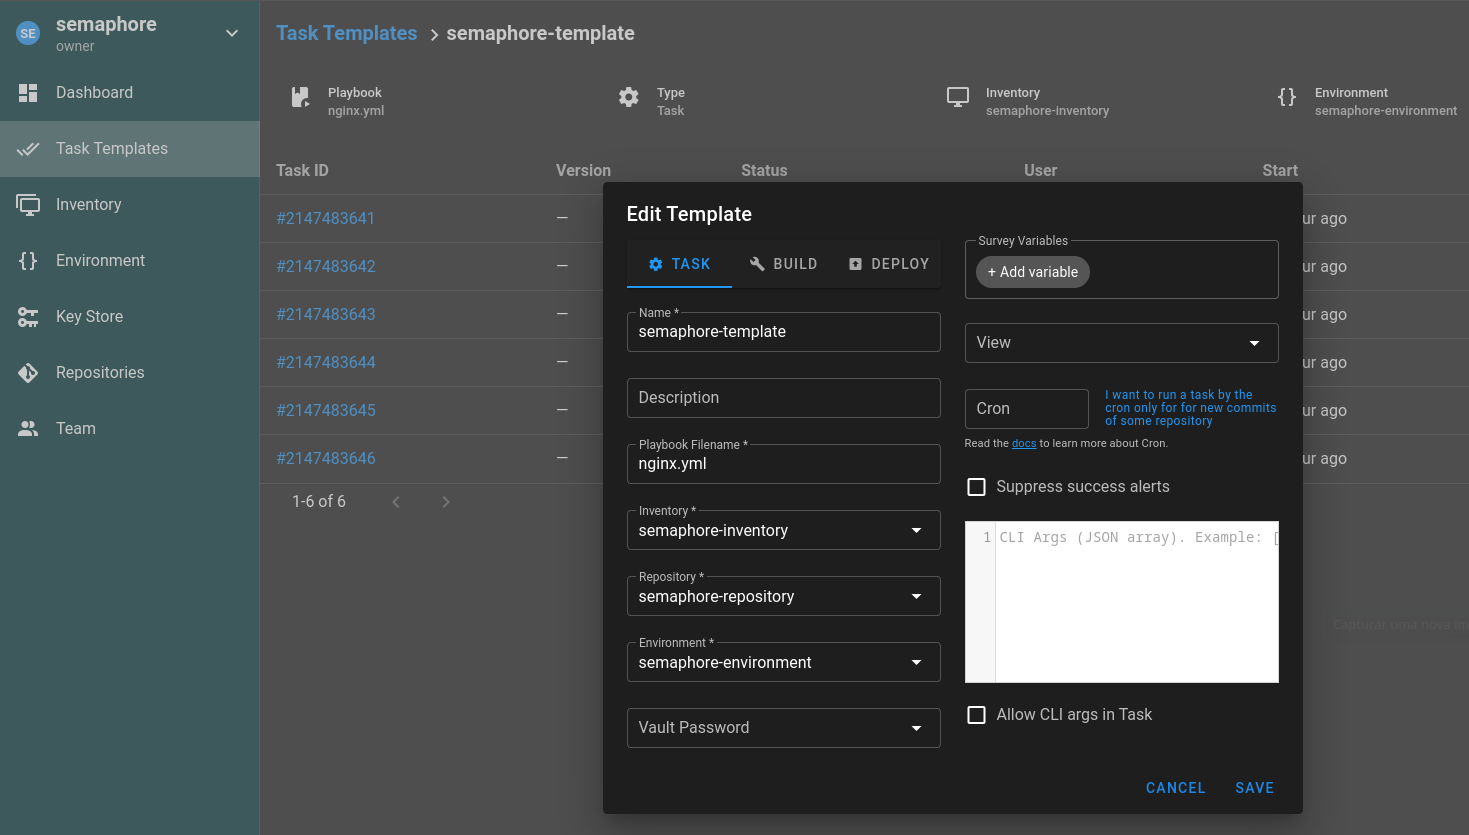 SE
semaphore
owner
Dashboard
Task Templates
Inventory
Environment
Key Store
Repositories
Team
Task Templates > semaphore-template
Playbook
nginx.yml
Type
Task
Inventory
semaphore-inventory
Environment
semaphore-environment
Task ID Version Status User Start
#2147483641 — ur ago
#2147483642 — ur ago
#2147483643 — ur ago
#2147483644 — ur ago
#2147483645 — ur ago
#2147483646 — ur ago
1-6 of 6
Edit Template
TASK BUILD DEPLOY
Name *
semaphore-template
Description
Playbook Filename *
nginx.yml
Inventory *
semaphore-inventory
Repository *
semaphore-repository
Environment *
semaphore-environment
Vault Password
Survey Variables
+ Add variable
View
Cron
I want to run a task by the
cron only for for new commits
of some repository
Read the docs to learn more about Cron.
Suppress success alerts
1 CLI Args (JSON array). Example: [
Allow CLI args in Task
CANCEL SAVE
Capturar uma nova im